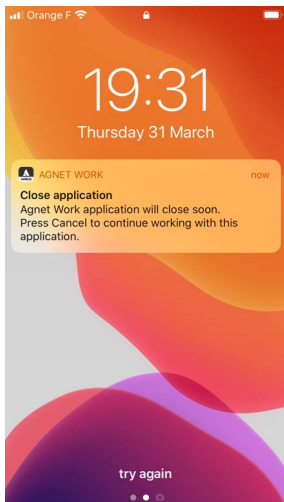 Orange F
19:31
Thursday 31 March
AGNET WORK now
Close application
Agnet Work application will close soon.
Press Cancel to continue working with this
application.
try again